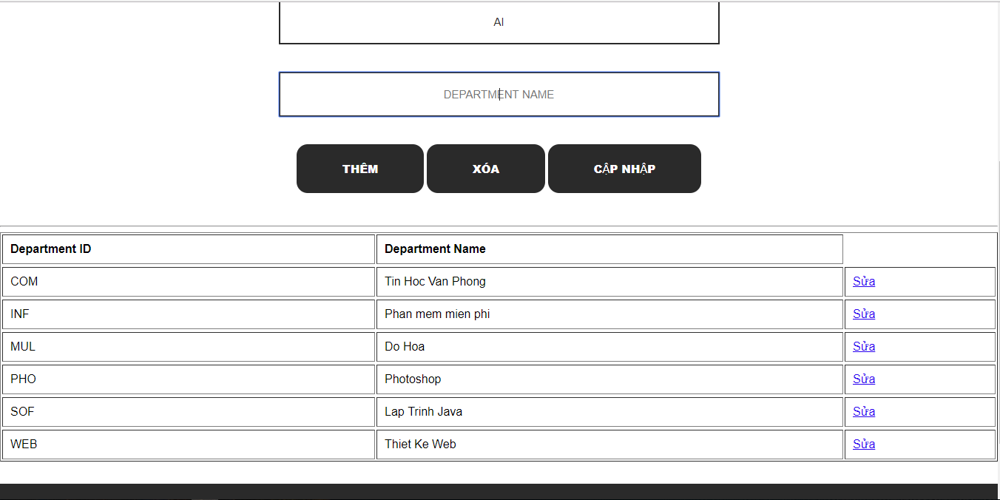 AI
DEPARTMENT NAME
THÊM XÓA CẬP NHẬP
Department ID Department Name
COM Tin Hoc Van Phong Sửa
INF Phan mem mien phi Sửa
MUL Do Hoa Sửa
PHO Photoshop Sửa
SOF Lap Trinh Java Sửa
WEB Thiet Ke Web Sửa